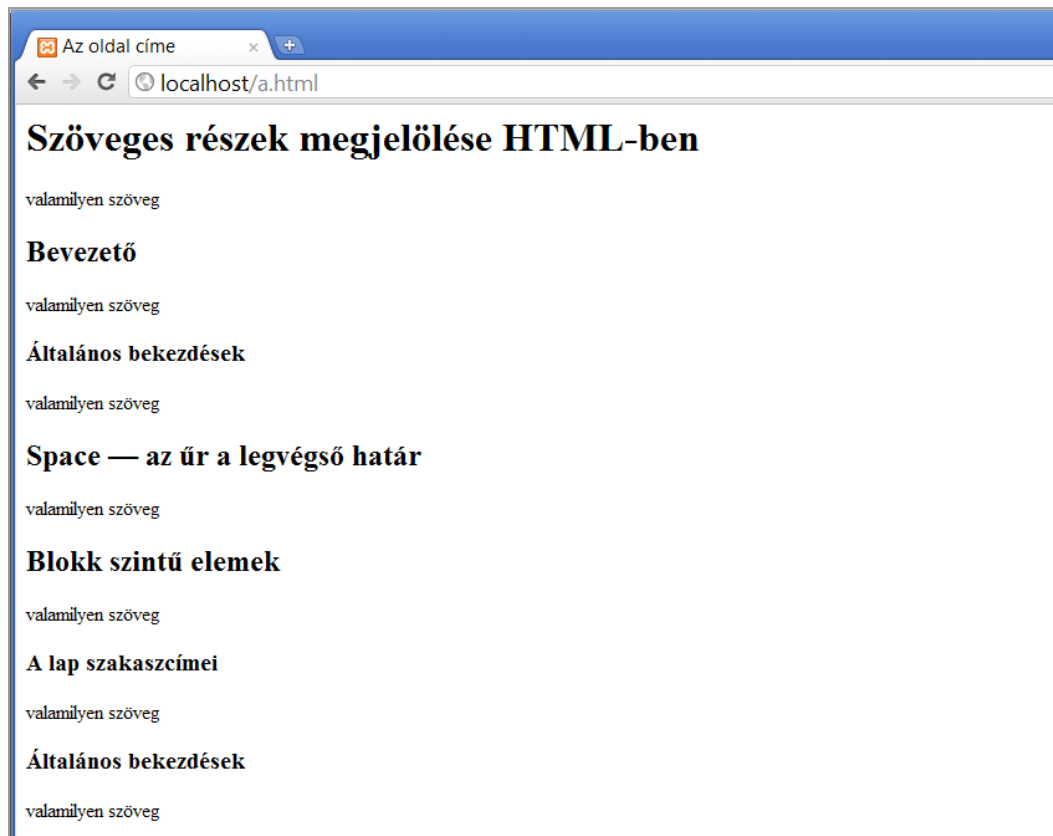 Az oldal címe
localhost/a.html
Szöveges részek megjelölése HTML-ben
valamilyen szöveg
Bevezető
valamilyen szöveg
Általános bekezdések
valamilyen szöveg
Space — az űr a legvégső határ
valamilyen szöveg
Blokk szintű elemek
valamilyen szöveg
A lap szakaszcímei
valamilyen szöveg
Általános bekezdések
valamilyen szöveg